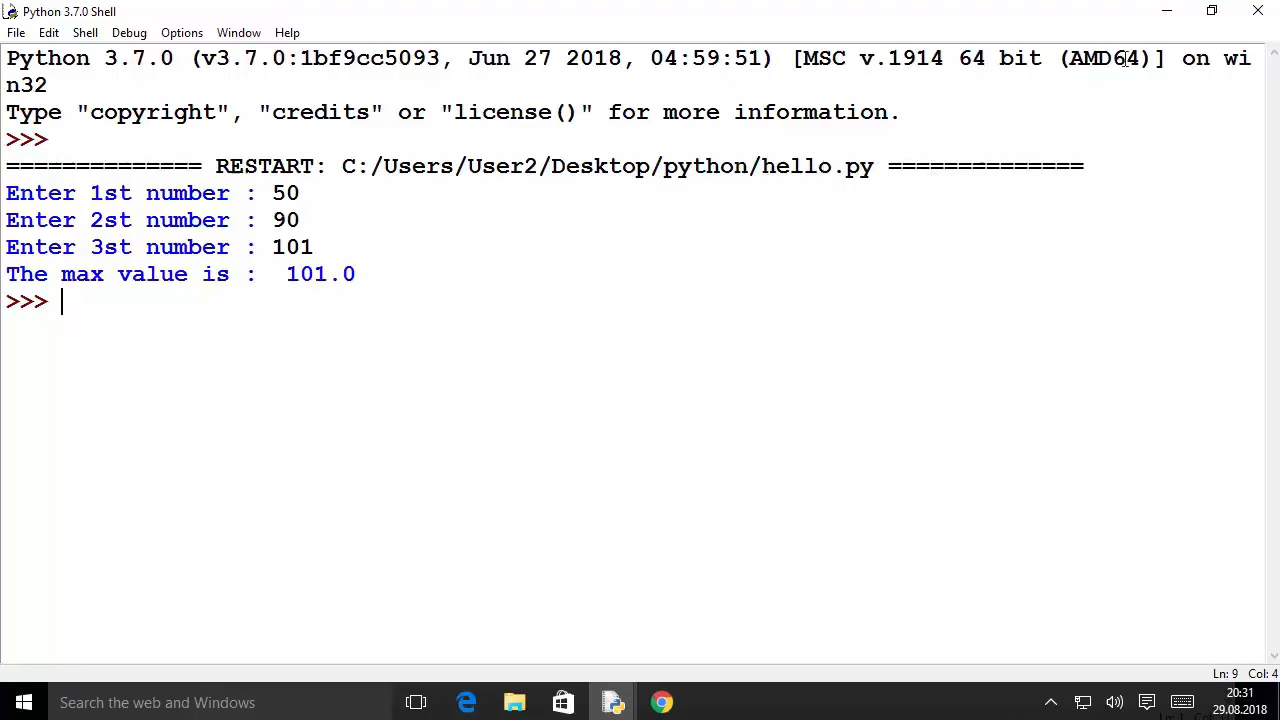 Python 3.7.0 Shell
File Edit Shell Debug Options Window Help
Python 3.7.0 (v3.7.0:1bf9cc5093, Jun 27 2018, 04:59:51) [MSC v.1914 64 bit (AMD64)] on wi
n32
Type "copyright", "credits" or "license()" for more information.
>>>
============== RESTART: C:/Users/User2/Desktop/python/hello.py ==============
Enter 1st number : 50
Enter 2st number : 90
Enter 3st number : 101
The max value is :  101.0
>>>
Ln: 9 Col: 4
Search the web and Windows
20:31
29.08.2018